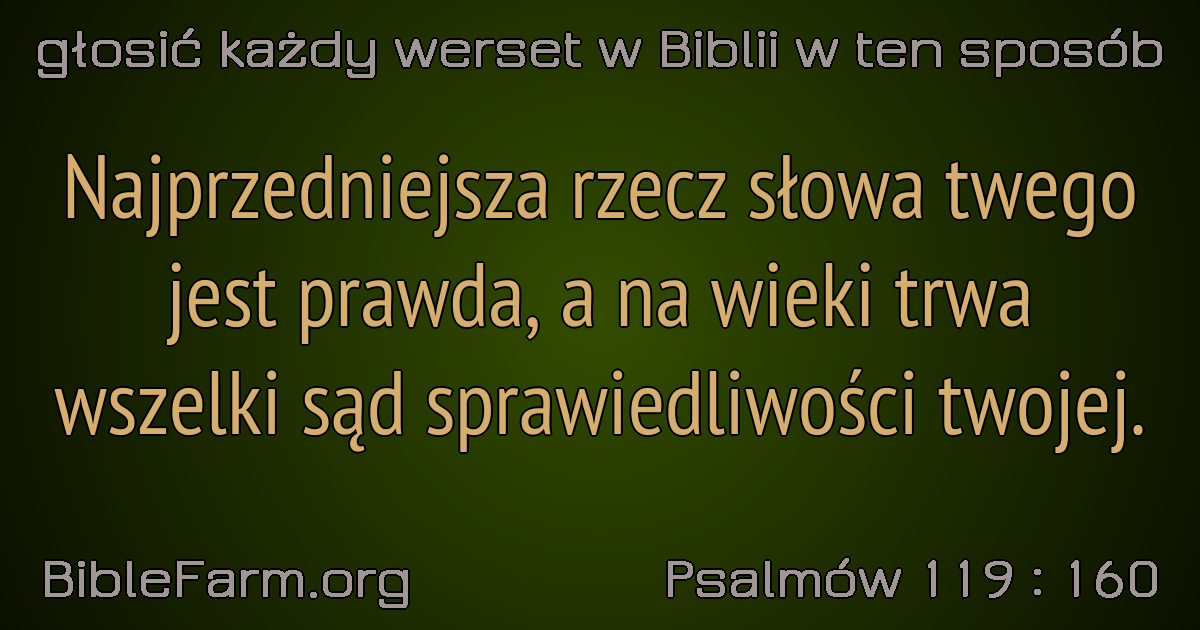 głosić każdy werset w Biblii w ten sposób
Najprzedniejsza rzecz słowa twego
jest prawda, a na wieki trwa
wszelki sąd sprawiedliwości twojej.
BibleFarm.org
Psalmów 119 : 160